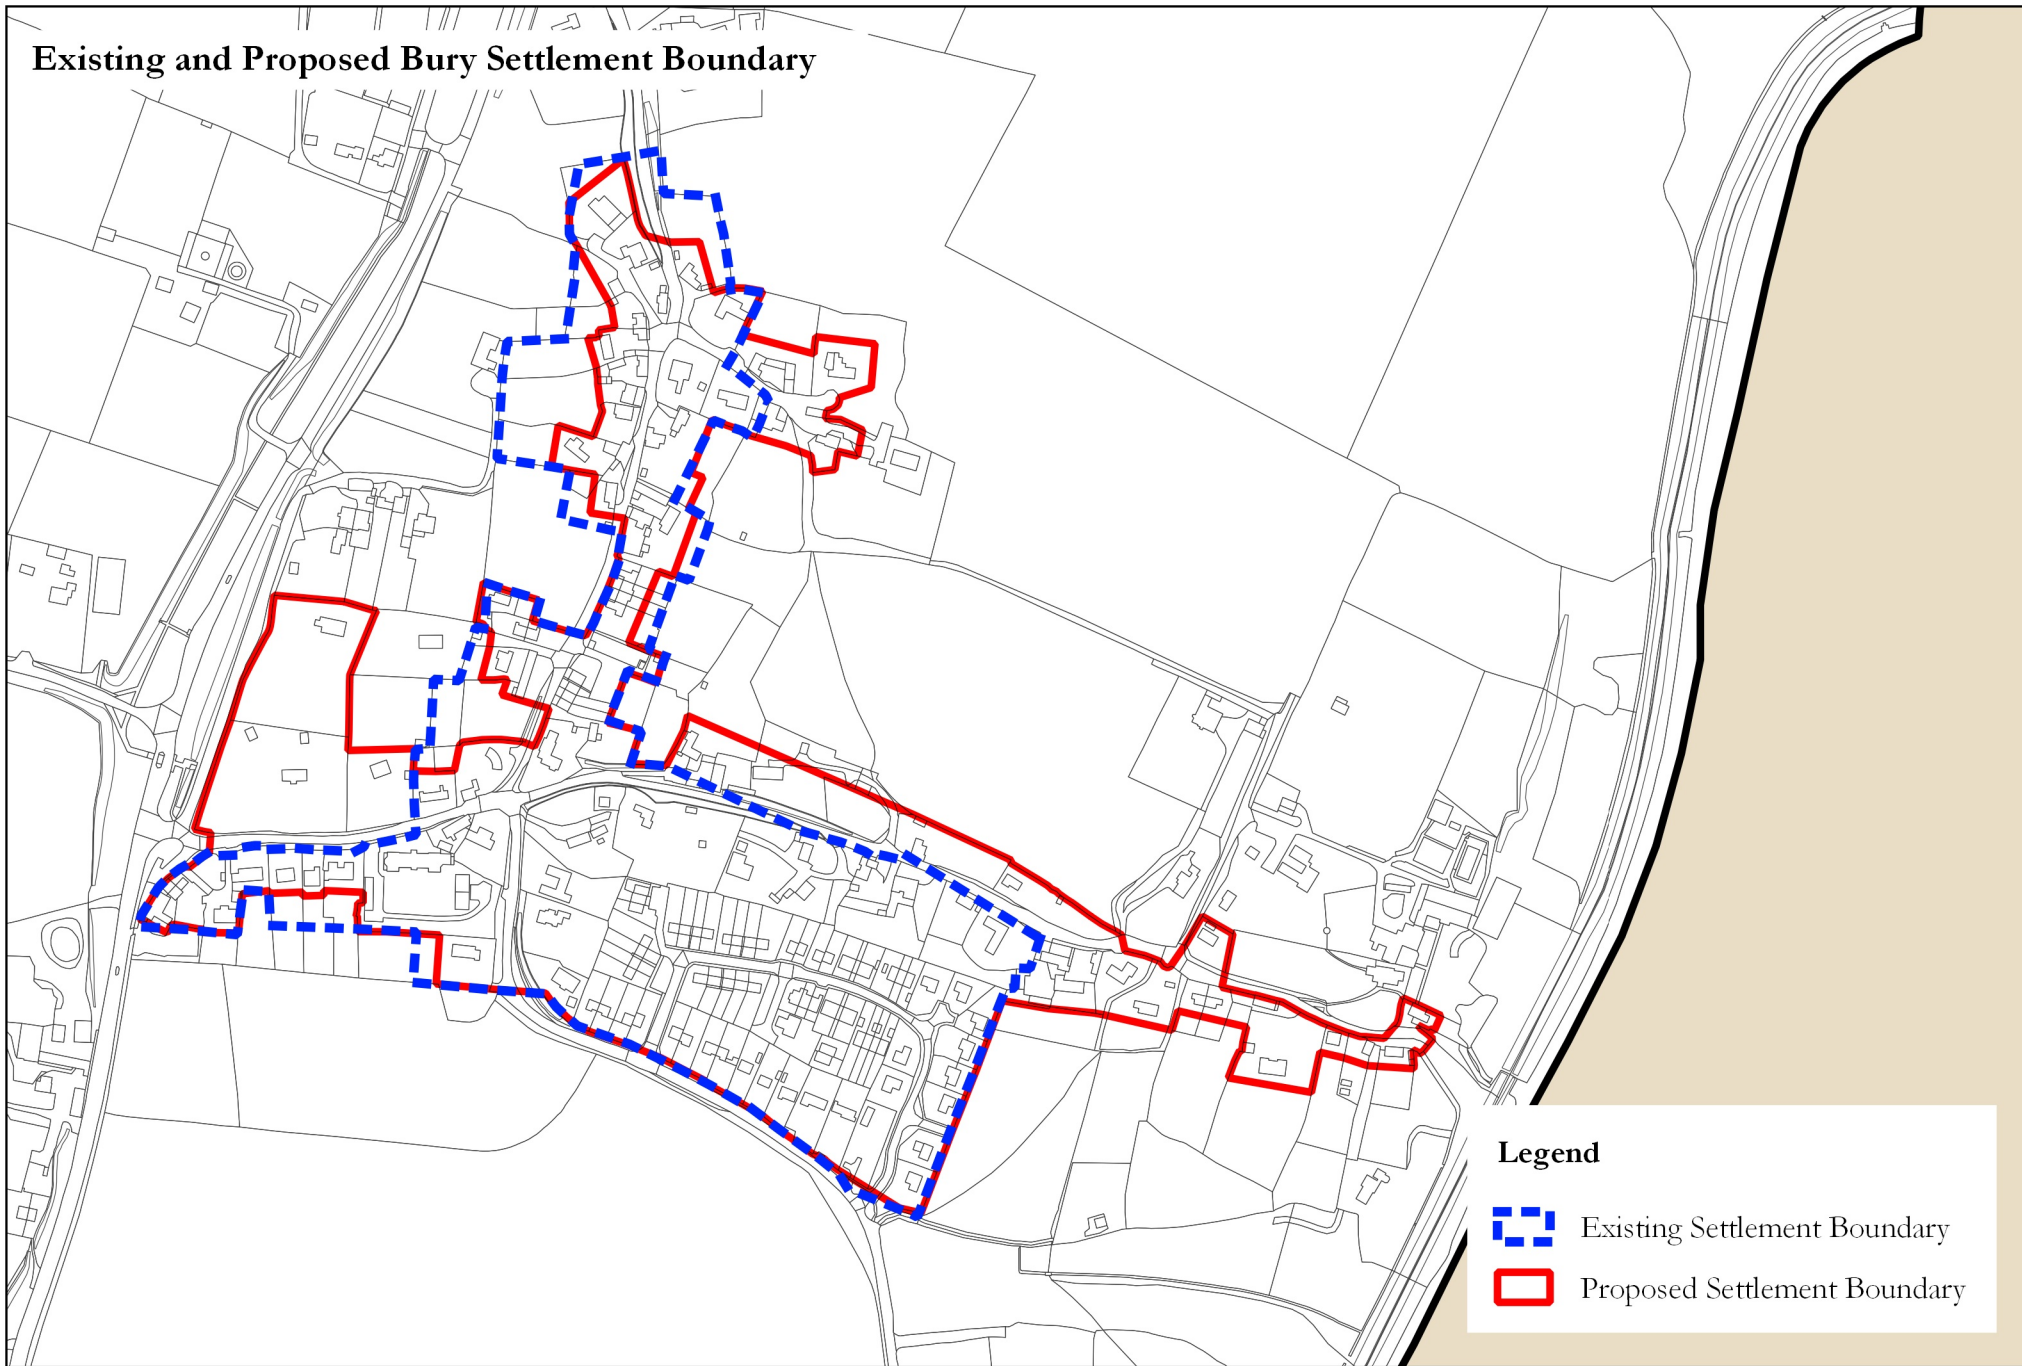 Existing and Proposed Bury Settlement Boundary
Legend
Existing Settlement Boundary
Proposed Settlement Boundary